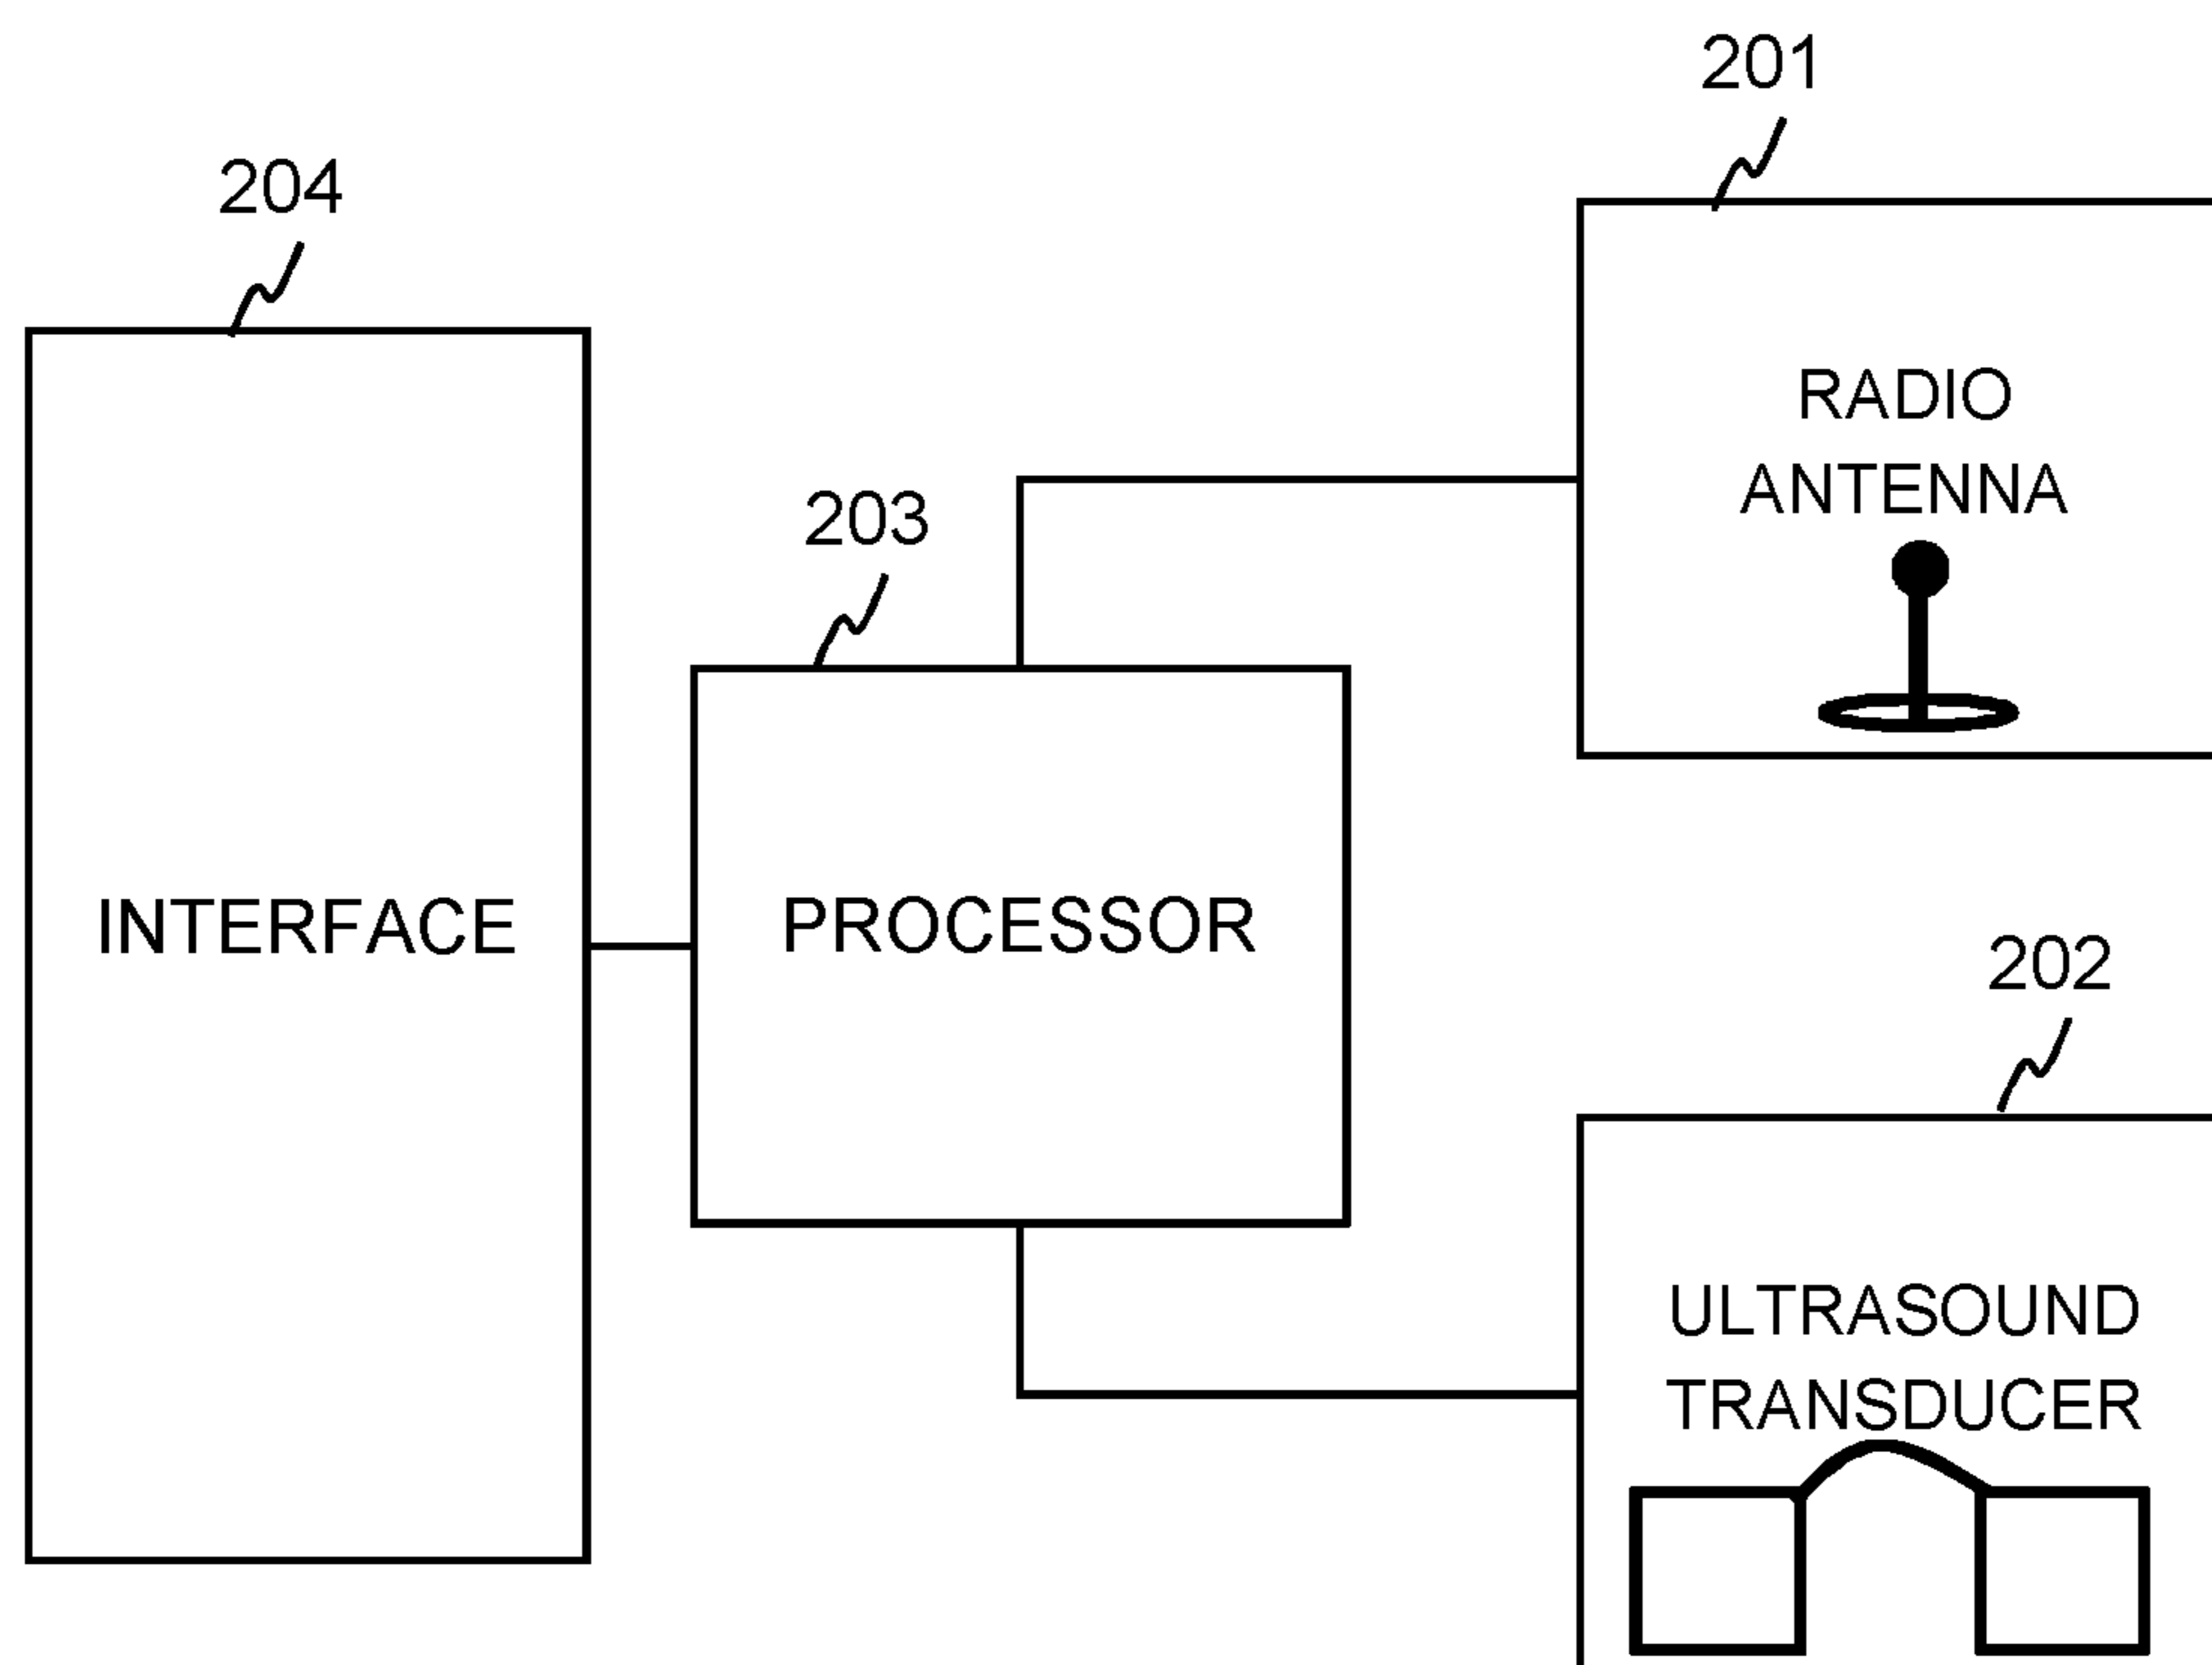 201
204
RADIO
ANTENNA
203
INTERFACE
PROCESSOR
202
ULTRASOUND
TRANSDUCER